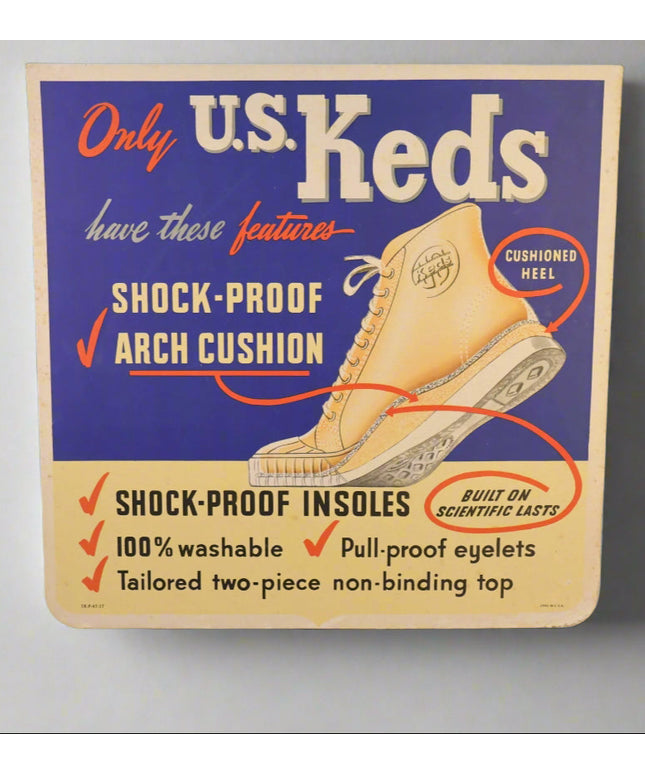 Only U.S. Keds
have these features
CUSHIONED
HEEL
SHOCK-PROOF
ARCH CUSHION
SHOCK-PROOF INSOLES
BUILT ON
SCIENTIFIC LASTS
100% washable Pull-proof eyelets
Tailored two-piece non-binding top